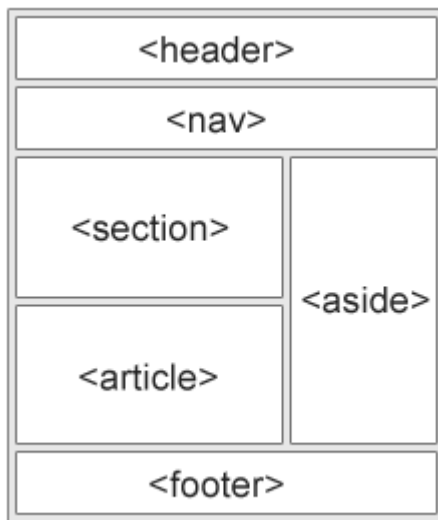 <header>
<nav>
<section>
<aside>
<article>
<footer>